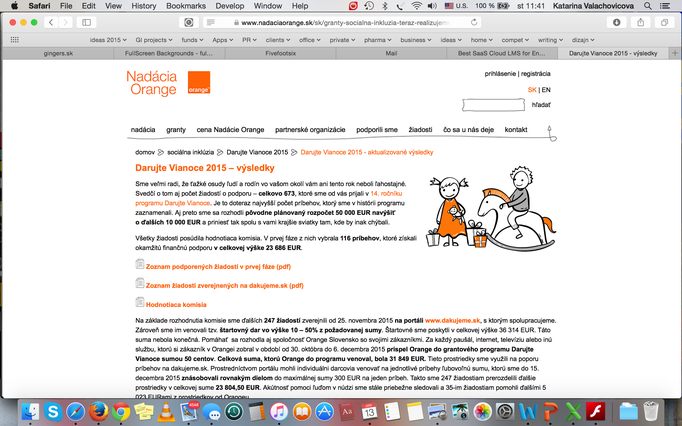 Safari File Edit View History Bookmarks Develop Window Help U.S. 100 % st 11:41 Katarina Valachovicova
www.nadaciaorange.sk/sk/granty-socialna-inkluzia-teraz-realizujeme
ideas 2015 GI projects funds Apps PR clients office private pharma business ideas home compet writing dizajn
gingers.sk FullScreen Backgrounds - ful... Fivefootsix Mail Best SaaS Cloud LMS for En... Darujte Vianoce 2015 - výsledky
Nadácia
Orange
orange
prihlásenie | registrácia
SK | EN
hľadať
nadácia granty cena Nadácie Orange partnerské organizácie podporili sme žiadosti čo sa u nás deje kontakt
domov sociálna inklúzia Darujte Vianoce 2015 Darujte Vianoce 2015 - aktualizované výsledky
Darujte Vianoce 2015 – výsledky
Sme veľmi radi, že ťažké osudy ľudí a rodín vo vašom okolí vám ani tento rok neboli ľahostajné.
Svedčí o tom aj počet žiadostí o podporu – celkovo 673, ktoré sme od vás prijali v 14. ročníku
programu Darujte Vianoce. Je to doteraz najvyšší počet príbehov, ktorý sme v histórii programu
zaznamenali. Aj preto sme sa rozhodli pôvodne plánovaný rozpočet 50 000 EUR navýšiť
o ďalších 10 000 EUR a priniesť tak spolu s vami krajšie sviatky tam, kde by inak chýbali.
Všetky žiadosti posúdila hodnotiaca komisia. V prvej fáze z nich vybrala 116 príbehov, ktoré získali
okamžitú finančnú podporu v celkovej výške 23 686 EUR.
Zoznam podporených žiadostí v prvej fáze (pdf)
Zoznam žiadostí zverejnených na dakujeme.sk (pdf)
Hodnotiaca komisia
Na základe rozhodnutia komisie sme ďalších 247 žiadostí zverejnili od 25. novembra 2015 na portáli www.dakujeme.sk, s ktorým spolupracujeme.
Zároveň sme im venovali tzv. štartovný dar vo výške 10 – 50% z požadovanej sumy. Štartovné sme poskytli v celkovej výške 36 314 EUR. Táto
suma nebola konečná. Pomáhať sa rozhodla aj spoločnosť Orange Slovensko so svojimi zákazníkmi. Za každý paušál, internet, televíziu alebo inú
službu, ktorú si zákazník v Orangei zobral v období od 30. októbra do 6. decembra 2015 prispel Orange do grantového programu Darujte
Vianoce sumou 50 centov. Celková suma, ktorú Orange do programu venoval, bola 31 849 EUR. Tieto prostriedky sme využili na poporu
príbehov na dakujeme.sk. Prostredníctvom portálu mohli individuálni darcovia venovať na jednotlivé príbehy ľubovoľnú sumu, ktorú sme do 15.
decembra 2015 znásobovali rovnakým dielom do maximálnej sumy 300 EUR na jeden príbeh. Takto sme 247 žiadostiam prerozdelili ďalšie
prostriedky v celkovej sume 23 804,50 EUR. Akútnosť pomoci ľuďom v núdzi sme stále priebežne sledovali a 35-im žiadostiam pomohli ďalšími 5
023 EURami z prostriedkov od Orangeu.